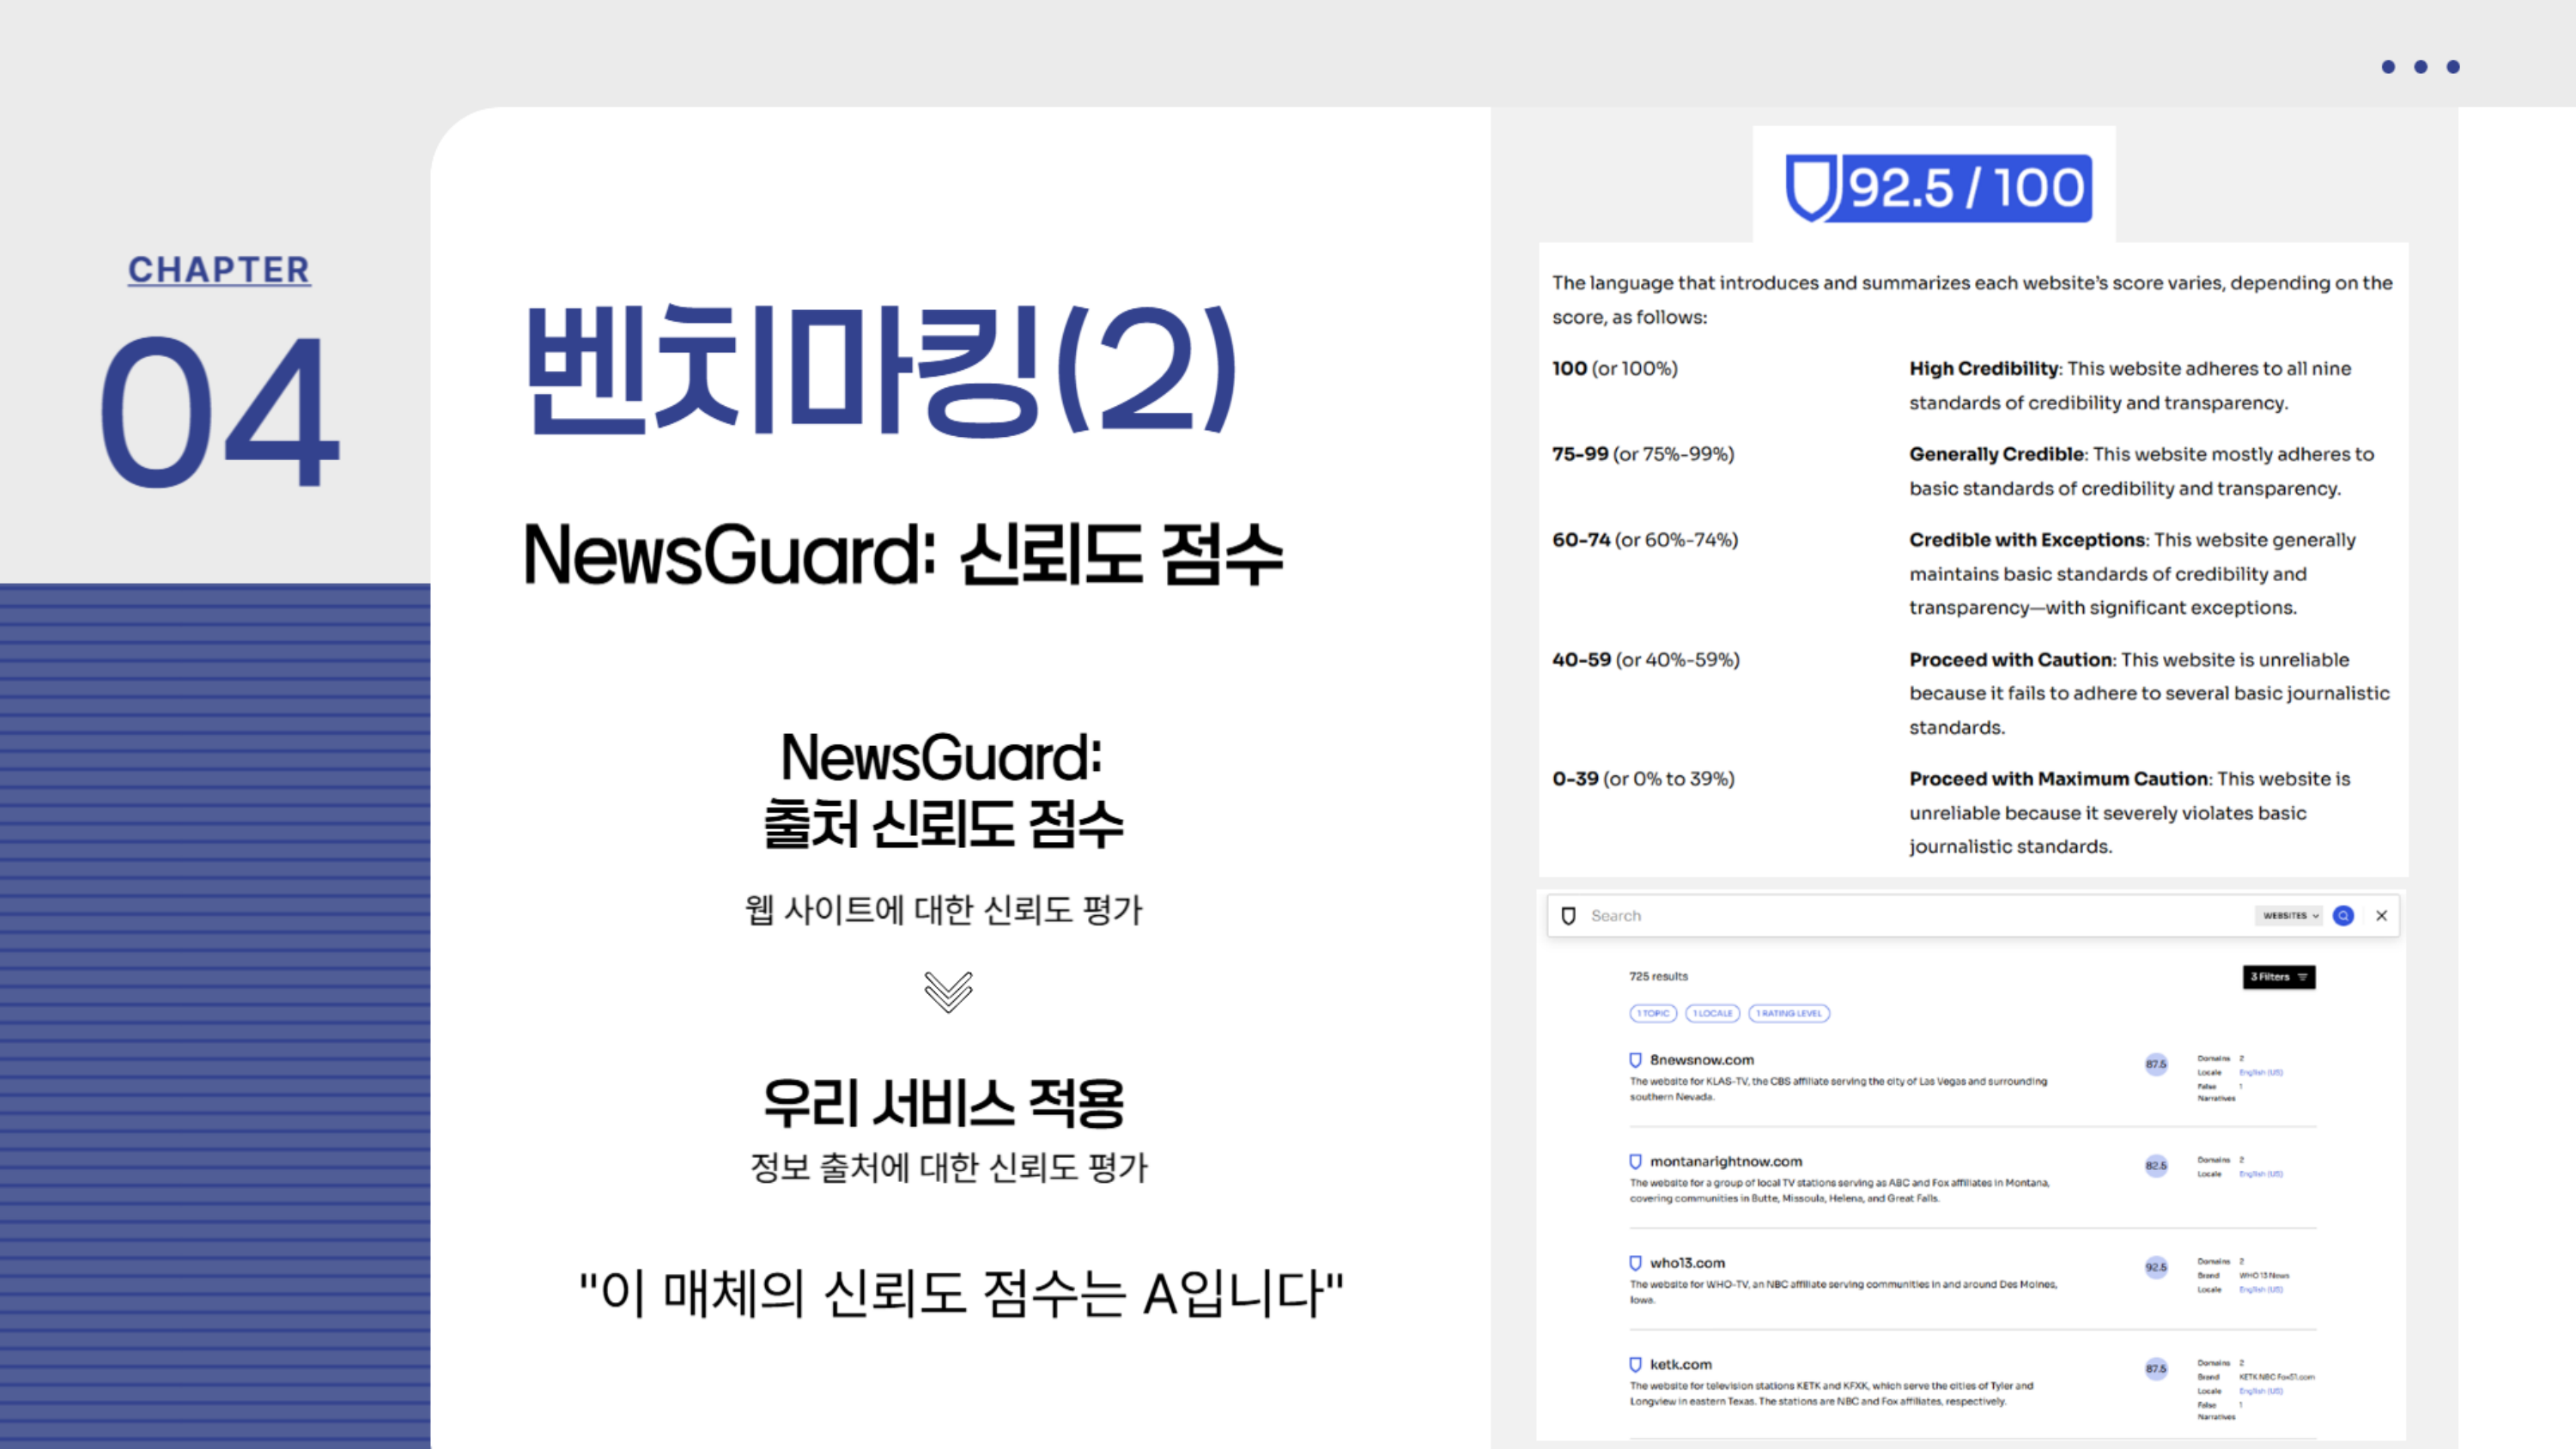 CHAPTER
04
벤치마킹(2)
NewsGuard: 신뢰도 점수
NewsGuard:
출처 신뢰도 점수
웹 사이트에 대한 신뢰도 평가
우리 서비스 적용
정보 출처에 대한 신뢰도 평가
"이 매체의 신뢰도 점수는 A입니다"
92.5 / 100
The language that introduces and summarizes each website's score varies, depending on the
score, as follows:
100 (or 100%)
High Credibility: This website adheres to all nine
standards of credibility and transparency.
75-99 (or 75%-99%)
Generally Credible: This website mostly adheres to
basic standards of credibility and transparency.
60-74 (or 60%-74%)
Credible with Exceptions: This website generally
maintains basic standards of credibility and
transparency—with significant exceptions.
40-59 (or 40%-59%)
Proceed with Caution: This website is unreliable
because it fails to adhere to several basic journalistic
standards.
0-39 (or 0% to 39%)
Proceed with Maximum Caution: This website is
unreliable because it severely violates basic
journalistic standards.
Search
WEBSITES
725 results
3 Filters
1 TOPIC 1 LOCALE 1 RATING LEVEL
8newsnow.com
The website for KLAS-TV, the CBS affiliate serving the city of Las Vegas and surrounding
southern Nevada.
87.5
Domains 2
Locale English (US)
False 1
Narratives
montanarightnow.com
The website for a group of local TV stations serving as ABC and Fox affiliates in Montana,
covering communities in Butte, Missoula, Helena, and Great Falls.
82.5
Domains 2
Locale English (US)
who13.com
The website for WHO-TV, an NBC affiliate serving communities in and around Des Moines,
Iowa.
92.5
Domains 2
Brand WHO 13 News
Locale English (US)
ketk.com
The website for television stations KETK and KFXK, which serve the cities of Tyler and
Longview in eastern Texas. The stations are NBC and Fox affiliates, respectively.
87.5
Domains 2
Brand KETK NBC Fox51.com
Locale English (US)
False 1
Narratives